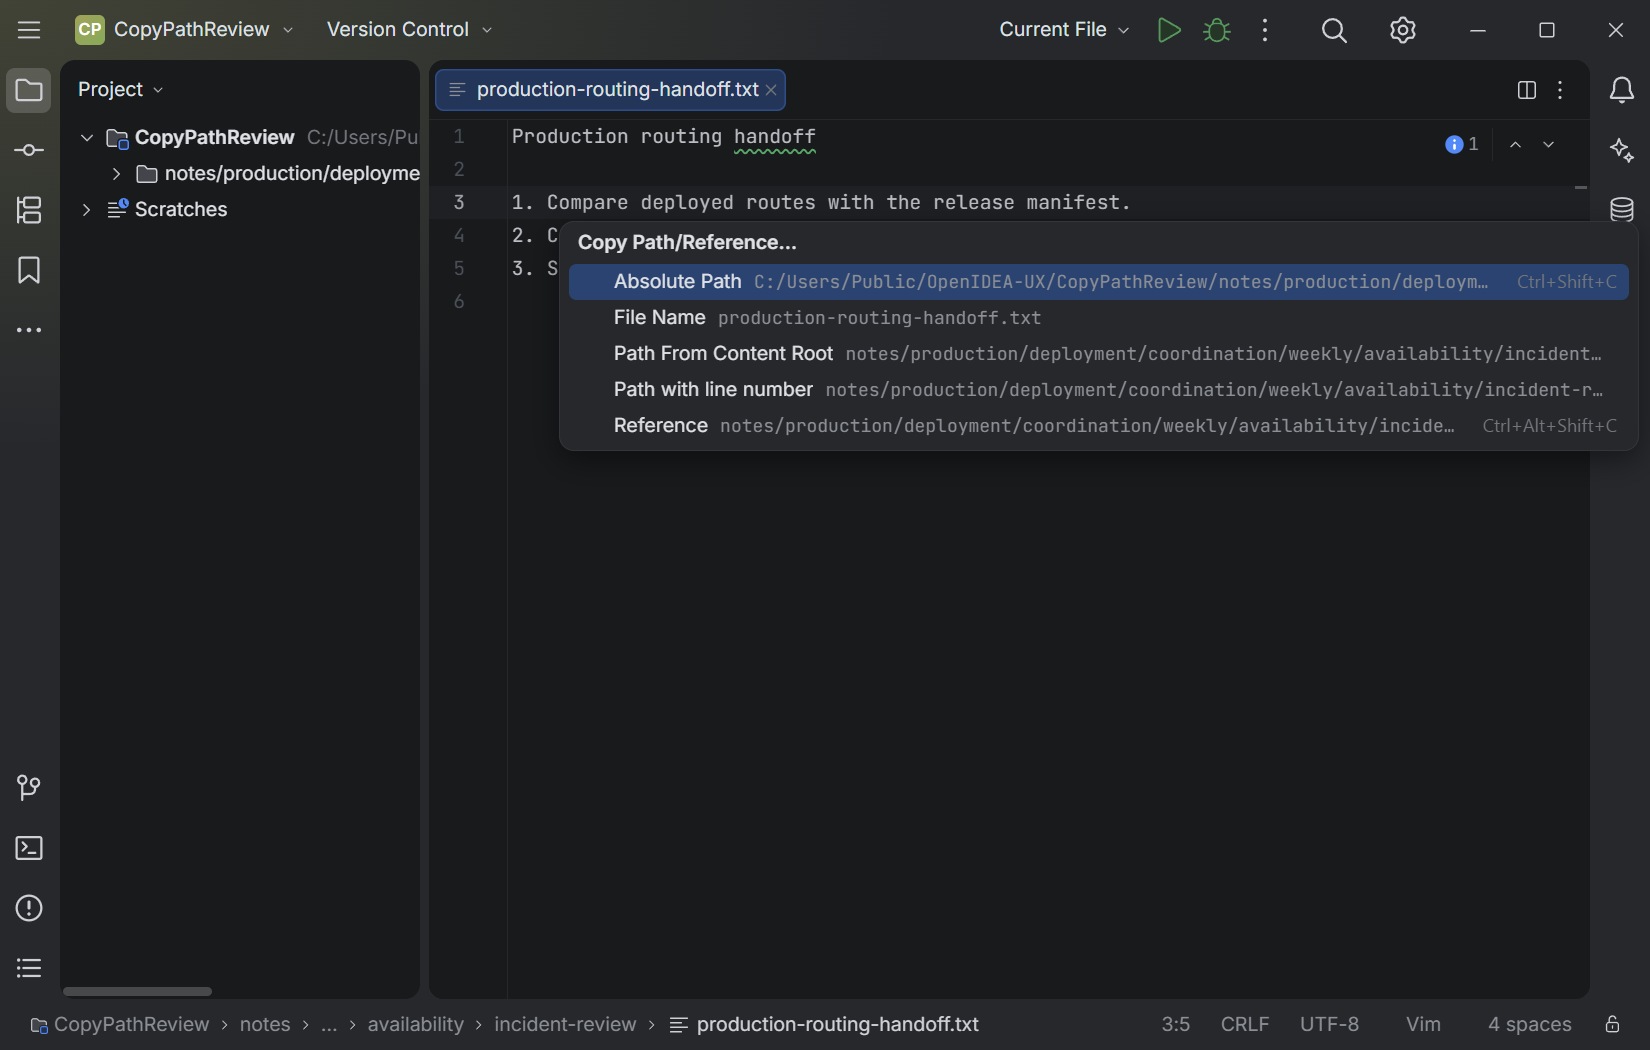 CP CopyPathReview Version Control Current File
Project
production-routing-handoff.txt
CopyPathReview C:/Users/Pu
notes/production/deployme
Scratches
1 Production routing handoff
1
2
3 1. Compare deployed routes with the release manifest.
4 2. C
5 3. S
6
Copy Path/Reference...
Absolute Path C:/Users/Public/OpenIDEA-UX/CopyPathReview/notes/production/deploym… Ctrl+Shift+C
File Name production-routing-handoff.txt
Path From Content Root notes/production/deployment/coordination/weekly/availability/incident…
Path with line number notes/production/deployment/coordination/weekly/availability/incident-r…
Reference notes/production/deployment/coordination/weekly/availability/incide… Ctrl+Alt+Shift+C
CopyPathReview › notes › ... › availability › incident-review › production-routing-handoff.txt 3:5 CRLF UTF-8 Vim 4 spaces